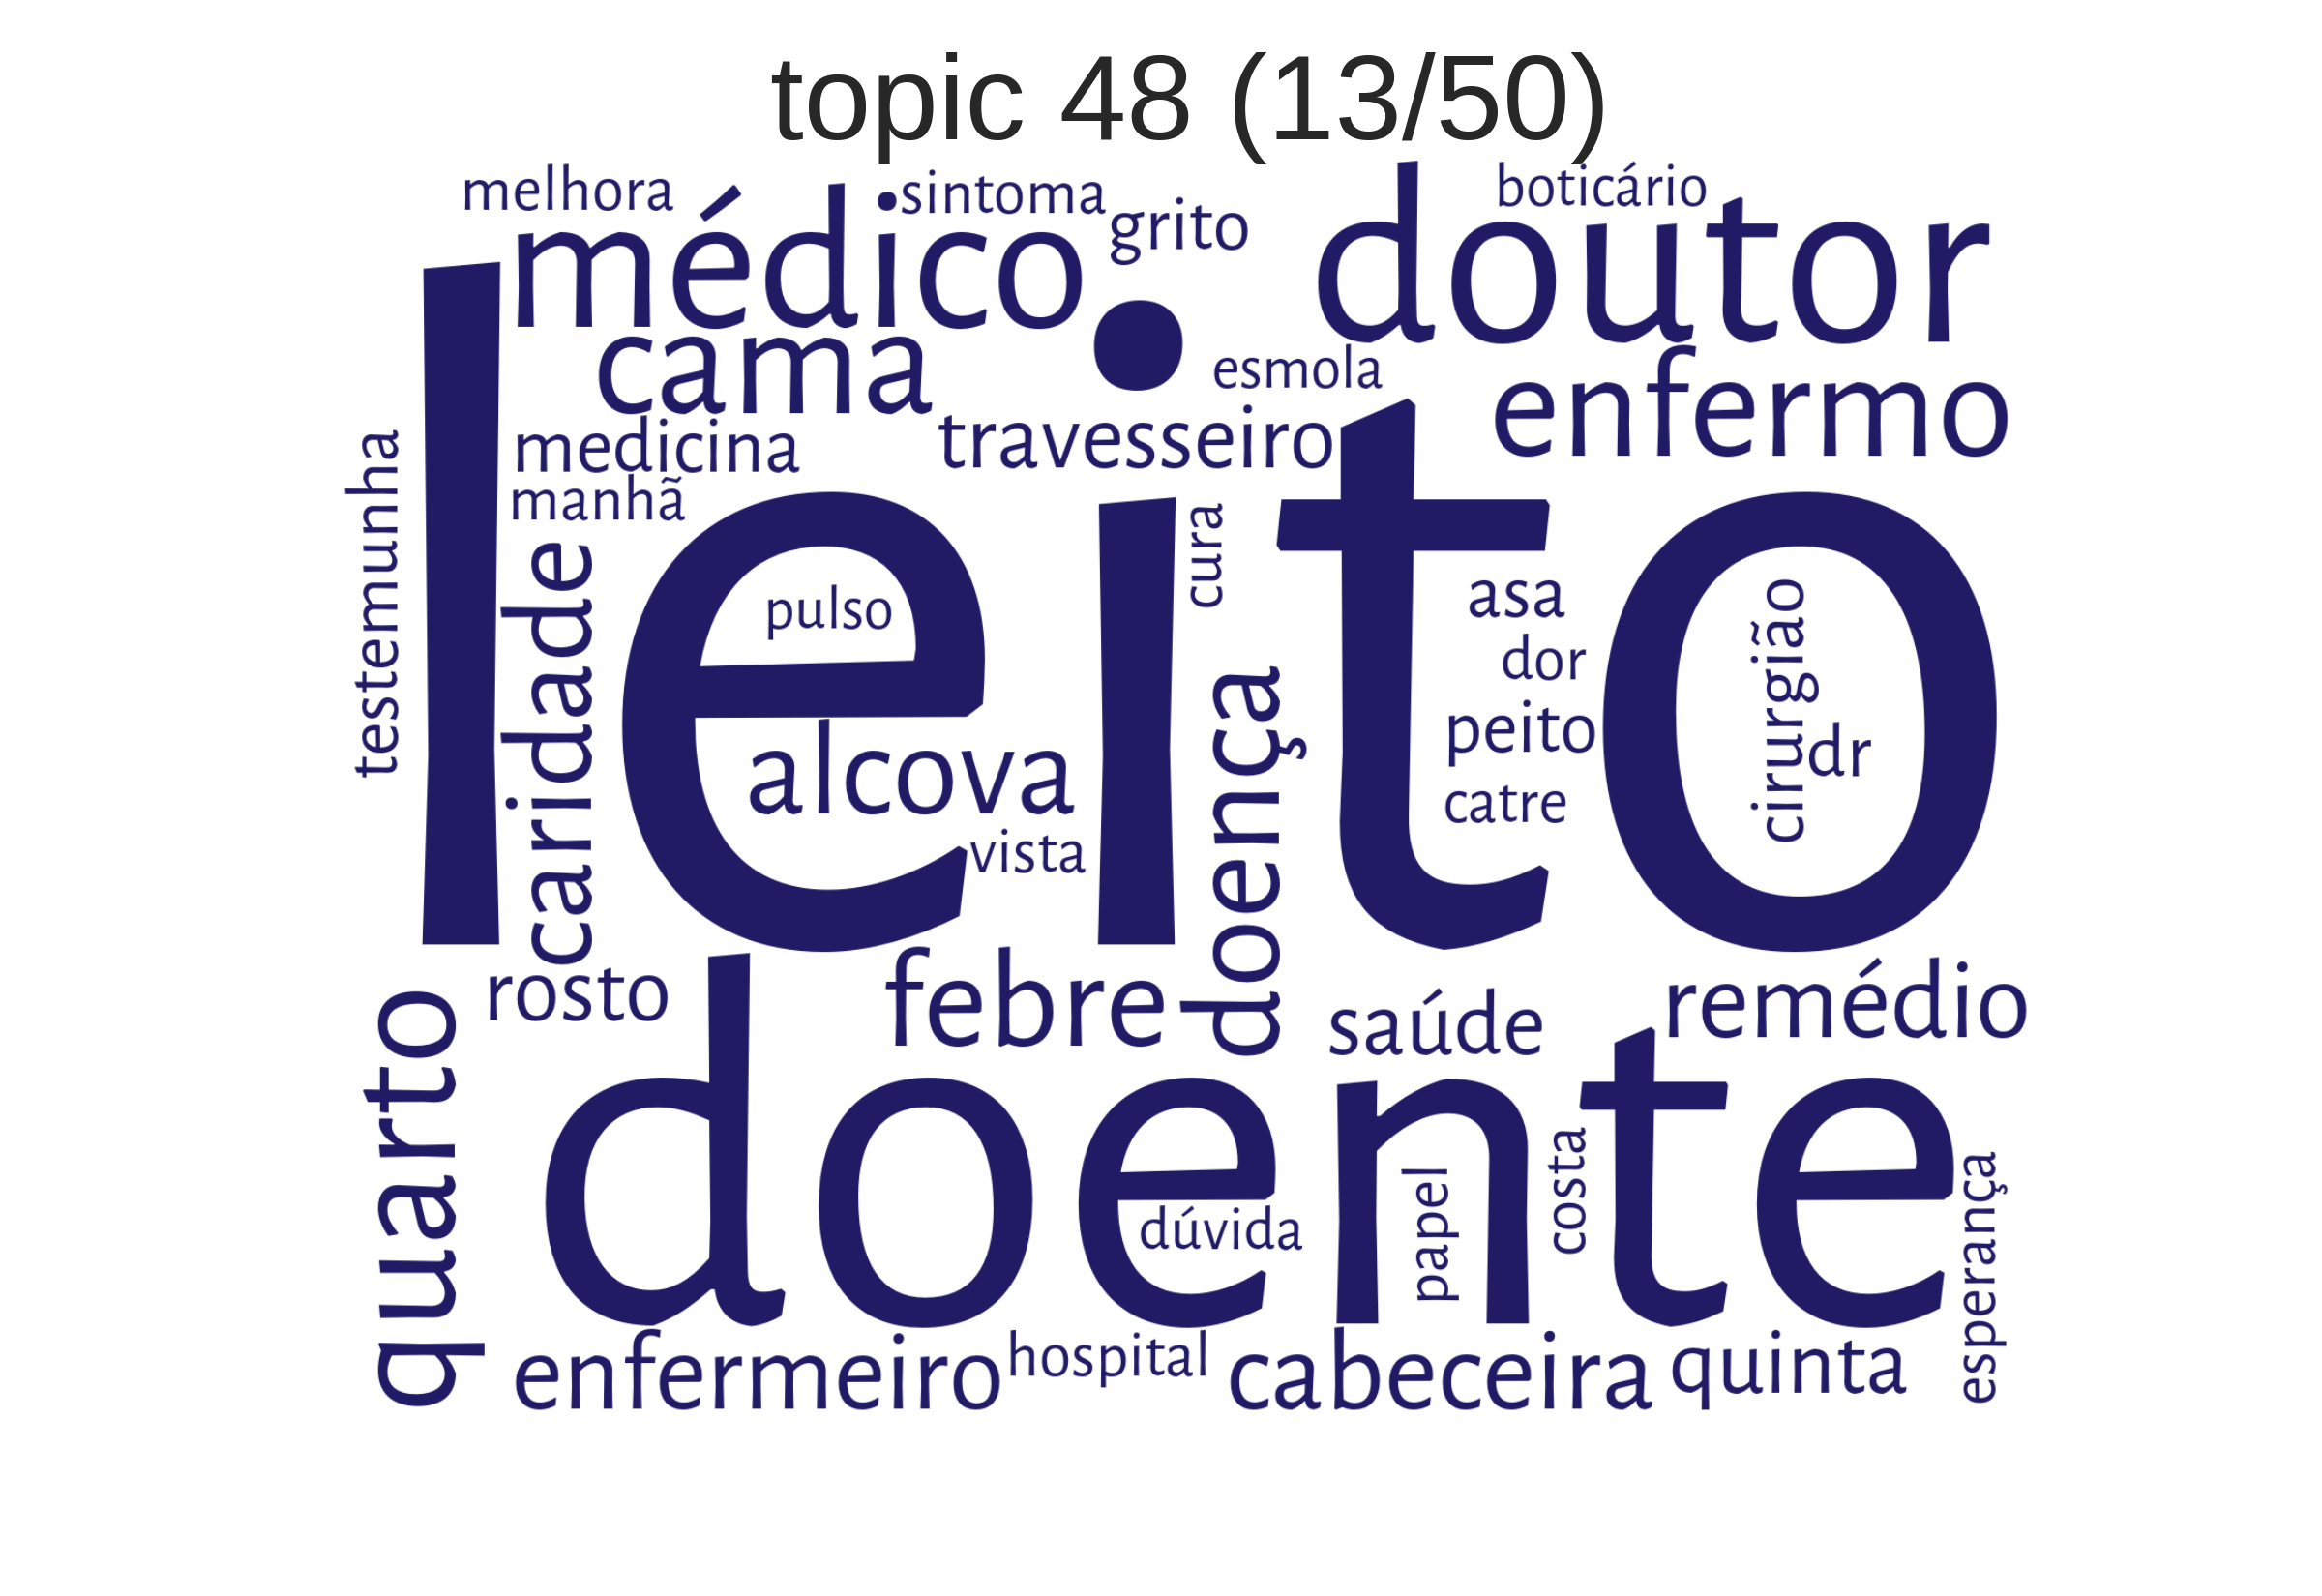 topic 48 (13/50)
melhora
sintoma
boticário
grito
médico
doutor
cama
esmola
enfermo
medicina
travesseiro
manhã
testemunha
leito
caridade
pulso
cura
asa
dor
cirurgião
peito
dr
alcova
catre
vista
doença
rosto
febre
saúde
remédio
quarto
doente
dúvida
papel
costa
esperança
enfermeiro
hospital
cabeceira
quinta